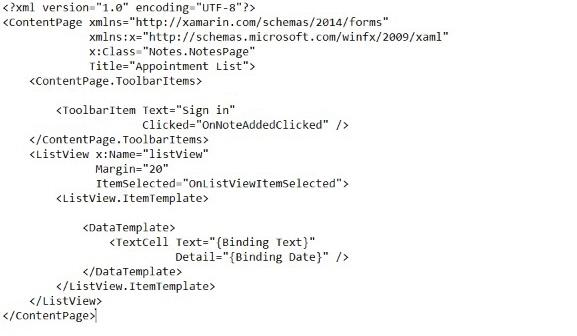 <?xml version="1.0" encoding="UTF-8"?>
<ContentPage xmlns="http://xamarin.com/schemas/2014/forms"
             xmlns:x="http://schemas.microsoft.com/winfx/2009/xaml"
             x:Class="Notes.NotesPage"
             Title="Appointment List">
    <ContentPage.ToolbarItems>

        <ToolbarItem Text="Sign in"
                     Clicked="OnNoteAddedClicked" />
    </ContentPage.ToolbarItems>
    <ListView x:Name="listView"
              Margin="20"
              ItemSelected="OnListViewItemSelected">
        <ListView.ItemTemplate>

            <DataTemplate>
                <TextCell Text="{Binding Text}"
                          Detail="{Binding Date}" />
            </DataTemplate>
        </ListView.ItemTemplate>
    </ListView>
</ContentPage>